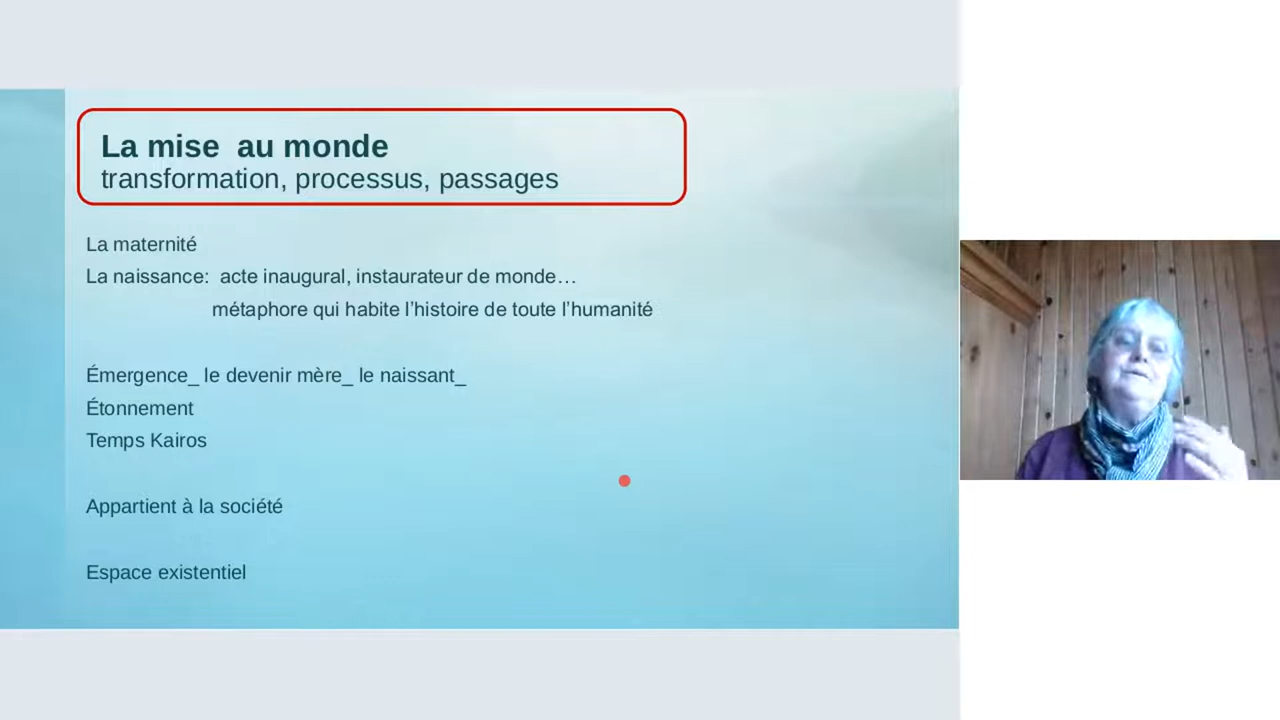 La mise  au monde
transformation, processus, passages
La maternité
La naissance:  acte inaugural, instaurateur de monde…
métaphore qui habite l’histoire de toute l’humanité
Émergence_ le devenir mère_ le naissant_
Étonnement
Temps Kairos
Appartient à la société
Espace existentiel